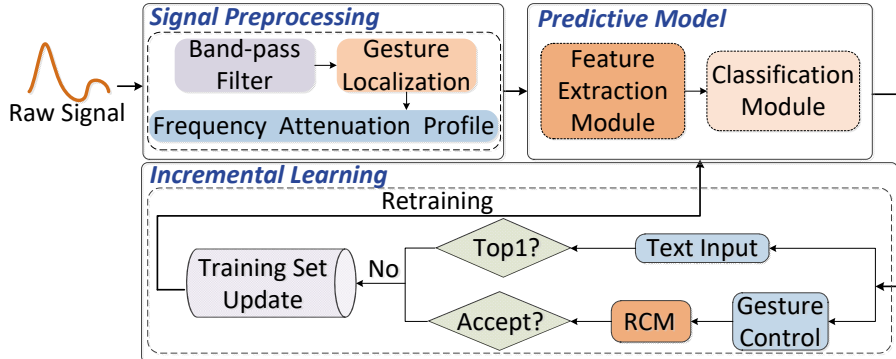 Signal Preprocessing
Band-pass
Filter
Gesture
Localization
Frequency Attenuation Profile
Raw Signal
Predictive Model
Feature
Extraction
Module
Classification
Module
Incremental Learning
Retraining
Training Set
Update
No
Top1?
Text Input
Accept?
RCM
Gesture
Control